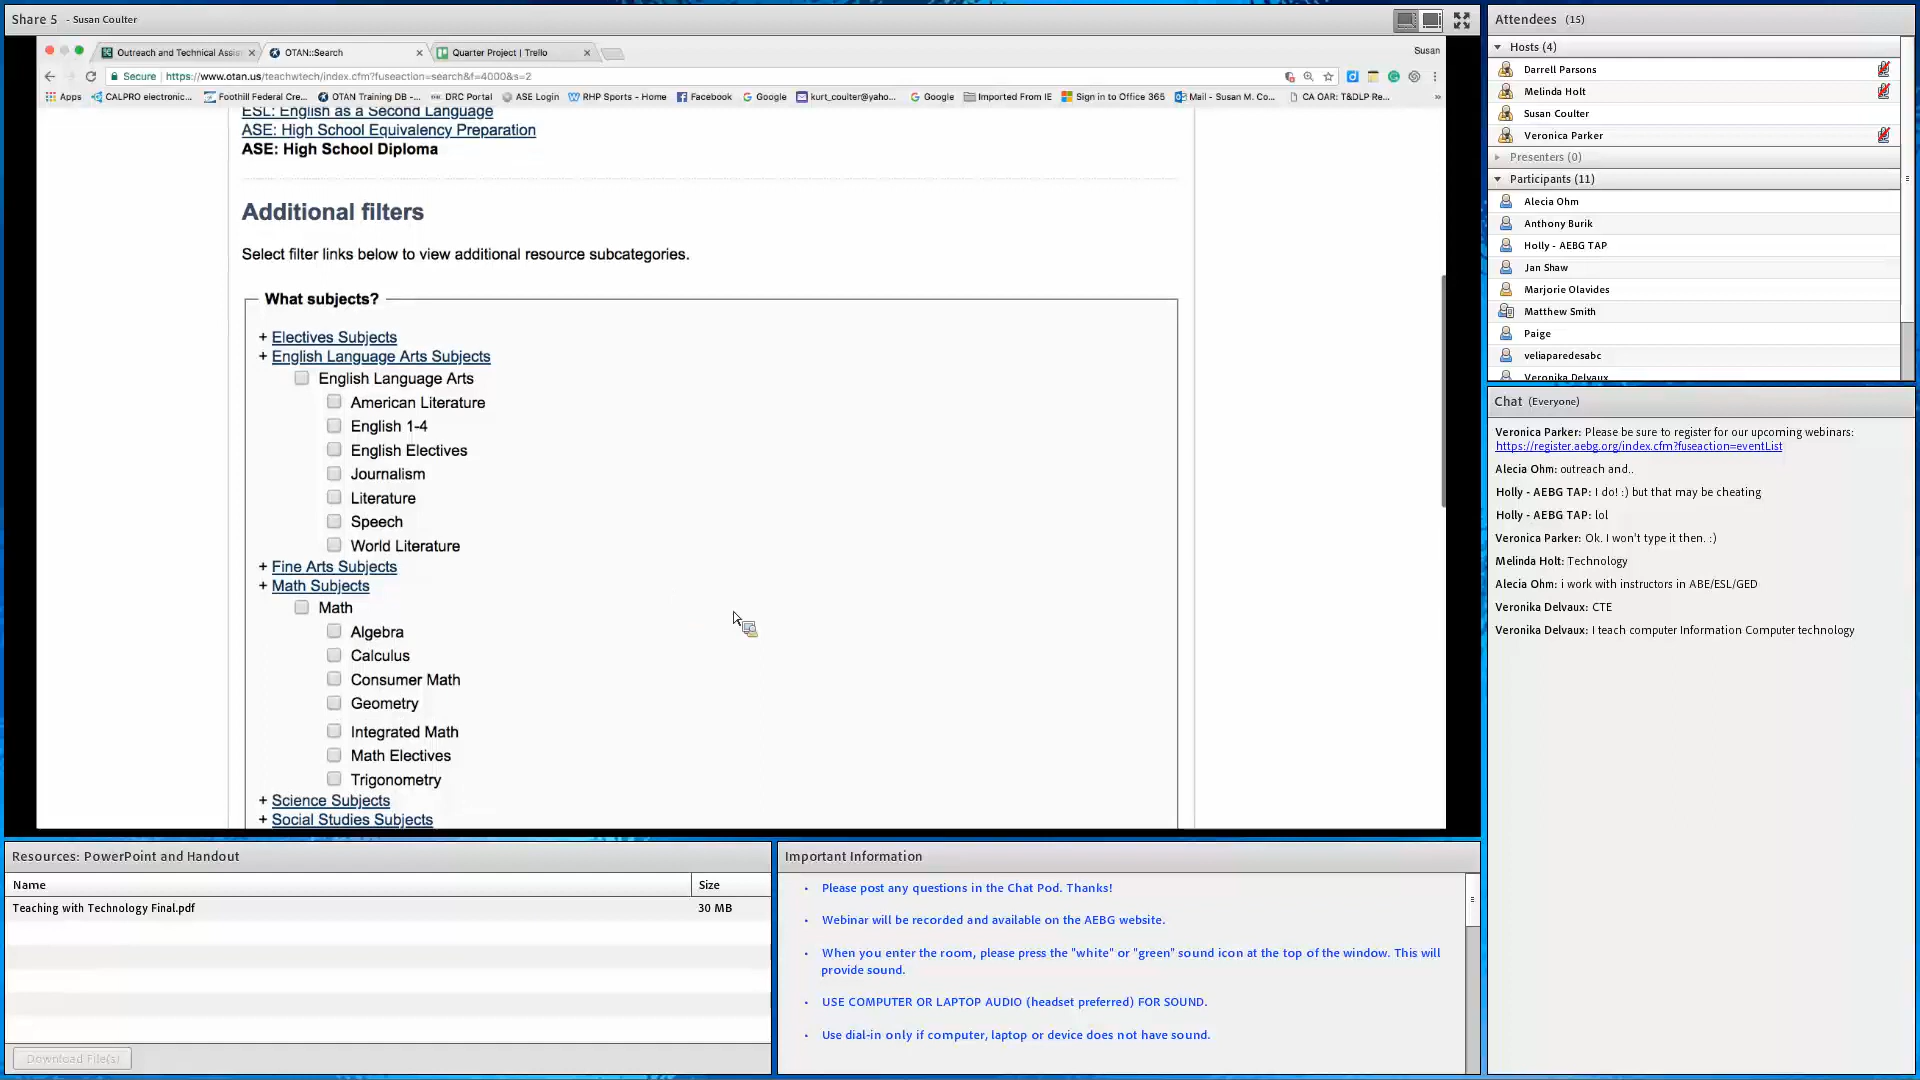 Share 5 - Susan Coulter
Outreach and Technical Assis
OTAN::Search
Quarter Project | Trello
Susan
Secure https://www.otan.us/teachwtech/index.cfm?fuseaction=search&f=4000&s=2
Apps CALPRO electronic... Foothill Federal Cre... OTAN Training DB -... DRC Portal ASE Login RHP Sports - Home Facebook Google kurt_coulter@yaho... Google Imported From IE Sign in to Office 365 Mail - Susan M. Co... CA OAR: T&DLP Re... »
ESL: English as a Second Language
ASE: High School Equivalency Preparation
ASE: High School Diploma
Additional filters
Select filter links below to view additional resource subcategories.
What subjects?
+ Electives Subjects
+ English Language Arts Subjects
English Language Arts
American Literature
English 1-4
English Electives
Journalism
Literature
Speech
World Literature
+ Fine Arts Subjects
+ Math Subjects
Math
Algebra
Calculus
Consumer Math
Geometry
Integrated Math
Math Electives
Trigonometry
+ Science Subjects
+ Social Studies Subjects
Attendees (15)
Hosts (4)
Darrell Parsons
Melinda Holt
Susan Coulter
Veronica Parker
Presenters (0)
Participants (11)
Alecia Ohm
Anthony Burik
Holly - AEBG TAP
Jan Shaw
Marjorie Olavides
Matthew Smith
Paige
veliaparedesabc
Veronika Delvaux
Chat (Everyone)
Veronica Parker: Please be sure to register for our upcoming webinars:
https://register.aebg.org/index.cfm?fuseaction=eventList
Alecia Ohm: outreach and..
Holly - AEBG TAP: I do! :) but that may be cheating
Holly - AEBG TAP: lol
Veronica Parker: Ok. I won't type it then. :)
Melinda Holt: Technology
Alecia Ohm: i work with instructors in ABE/ESL/GED
Veronika Delvaux: CTE
Veronika Delvaux: I teach computer Information Computer technology
Resources: PowerPoint and Handout
Name Size
Teaching with Technology Final.pdf 30 MB
Download File(s)
Important Information
• Please post any questions in the Chat Pod. Thanks!
• Webinar will be recorded and available on the AEBG website.
• When you enter the room, please press the "white" or "green" sound icon at the top of the window. This will
provide sound.
• USE COMPUTER OR LAPTOP AUDIO (headset preferred) FOR SOUND.
• Use dial-in only if computer, laptop or device does not have sound.